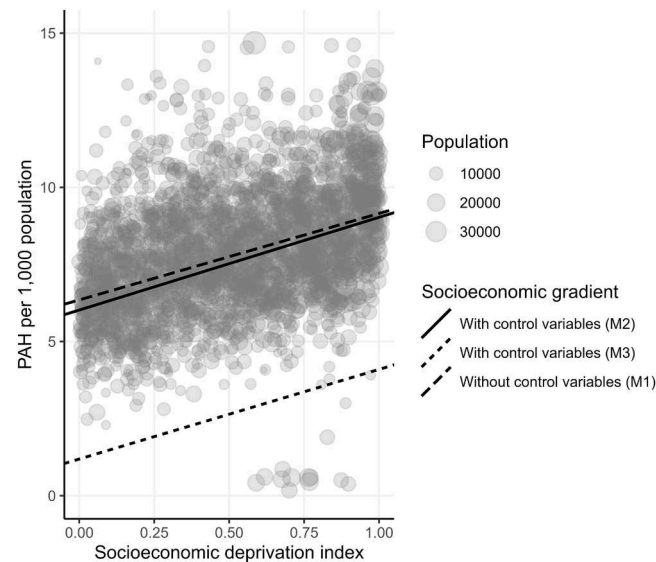 15
10
5
0
PAH per 1,000 population
0.00 0.25 0.50 0.75 1.00
Socioeconomic deprivation index
Population
10000
20000
30000
Socioeconomic gradient
With control variables (M2)
With control variables (M3)
Without control variables (M1)